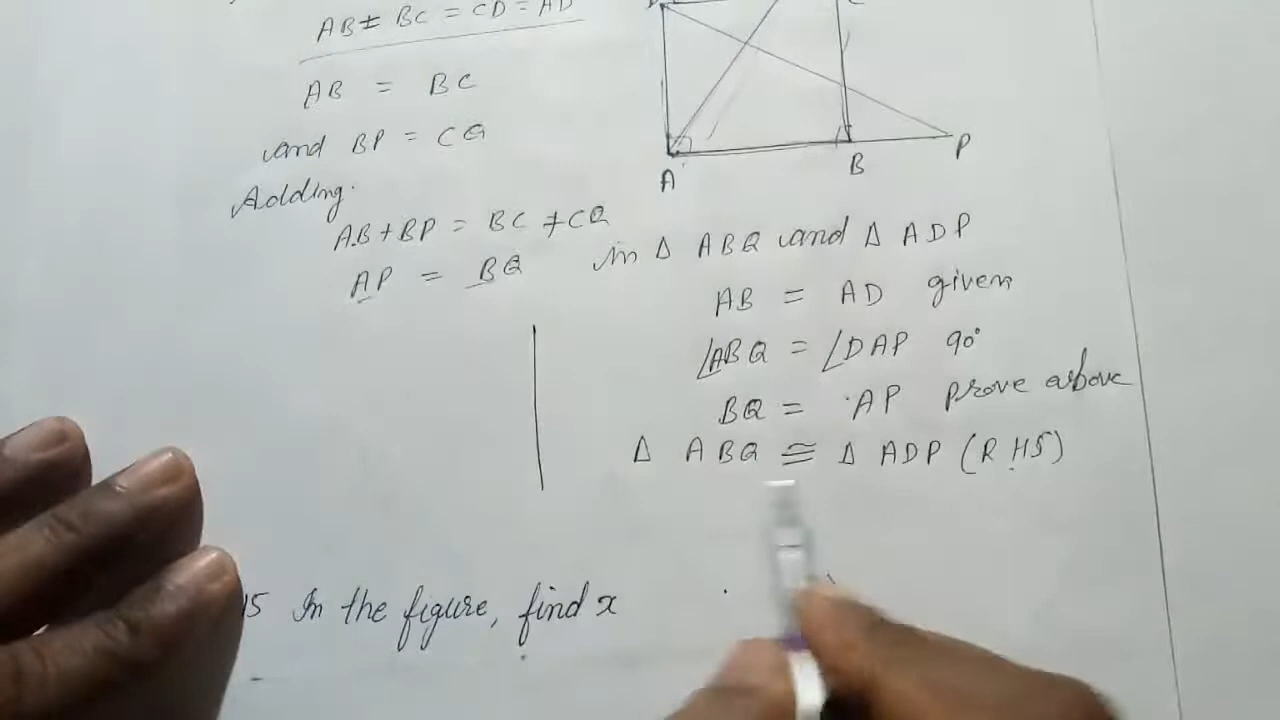 AB = BC = CD = AD
AB = BC
and BP = CQ
Adding.
AB + BP = BC + CQ
AP = BQ
A
B
P
in Δ ABQ and Δ ADP
AB = AD given
∠ABQ = ∠DAP 90°
BQ = AP prove above
Δ ABQ ≅ Δ ADP (RHS)
15 In the figure, find x